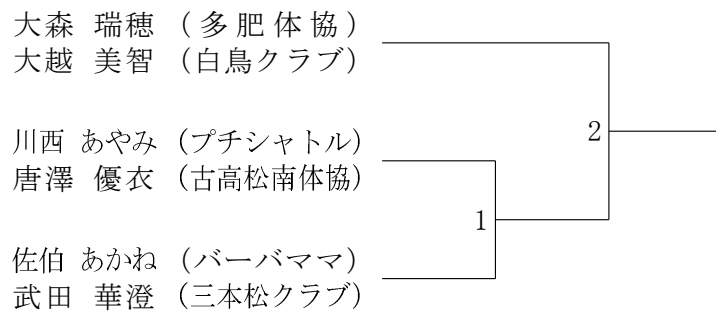 大森 瑞穂 (多肥体協)
大越 美智 (白鳥クラブ)
川西 あやみ (プチシャトル)
唐澤 優衣 (古高松南体協)
佐伯 あかね (バーバママ)
武田 華澄 (三本松クラブ)
2
1